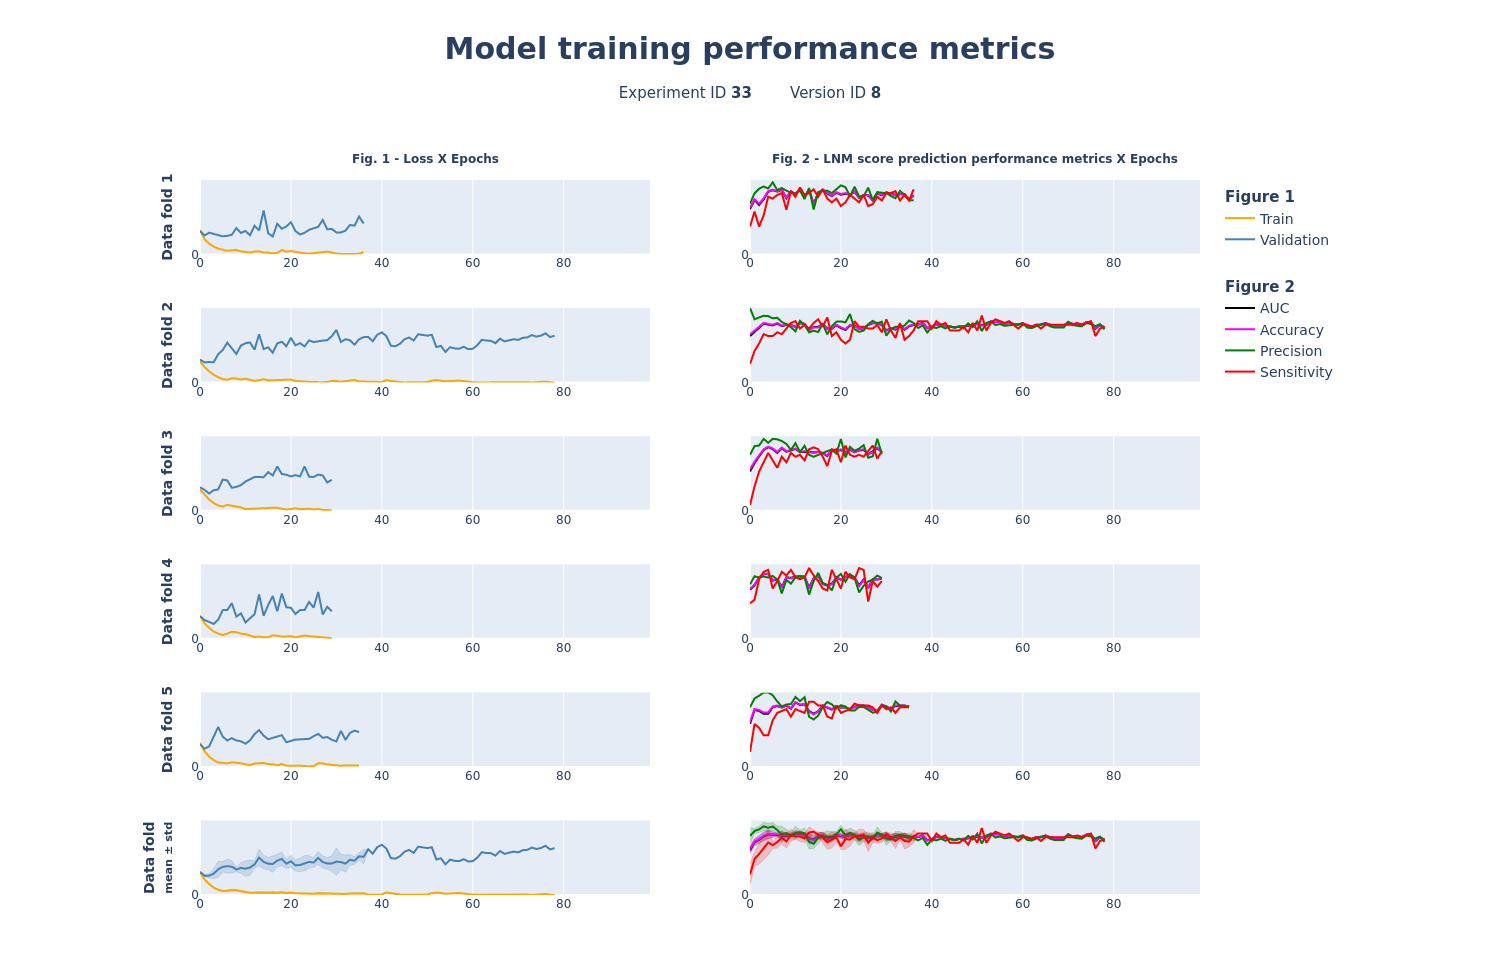 Model training performance metrics
Experiment ID 33 Version ID 8
Fig. 1 - Loss X Epochs
Fig. 2 - LNM score prediction performance metrics X Epochs
Data fold 1
0
0 20 40 60 80
0
0 20 40 60 80
Figure 1
Train
Validation
Figure 2
AUC
Accuracy
Precision
Sensitivity
Data fold 2
0
0 20 40 60 80
0
0 20 40 60 80
Data fold 3
0
0 20 40 60 80
0
0 20 40 60 80
Data fold 4
0
0 20 40 60 80
0
0 20 40 60 80
Data fold 5
0
0 20 40 60 80
0
0 20 40 60 80
Data fold
mean ± std
0
0 20 40 60 80
0
0 20 40 60 80